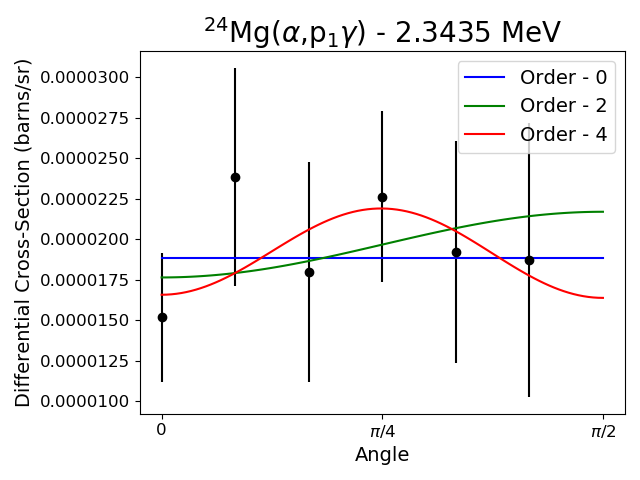 ²⁴Mg(α,p₁γ) - 2.3435 MeV
Differential Cross-Section (barns/sr)
0.0000300
0.0000275
0.0000250
0.0000225
0.0000200
0.0000175
0.0000150
0.0000125
0.0000100
Order - 0
Order - 2
Order - 4
0
π/4
π/2
Angle